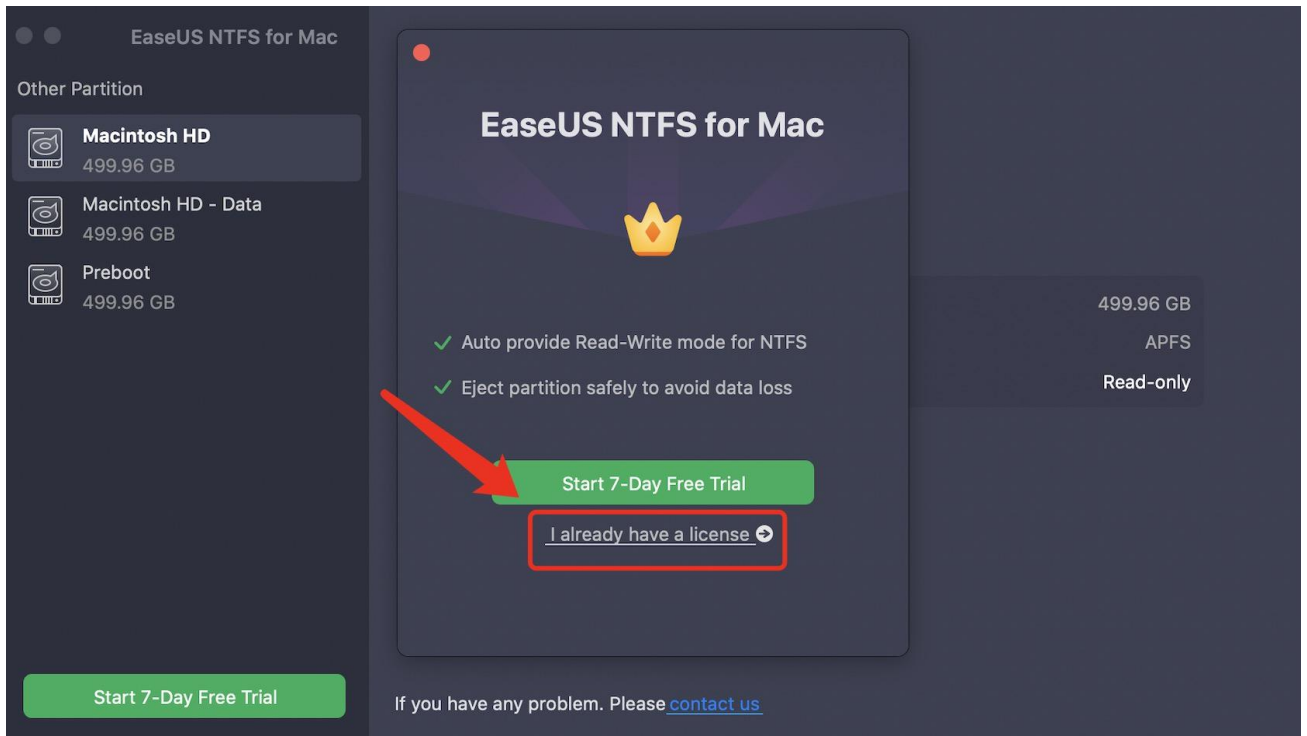 EaseUS NTFS for Mac
Other Partition
Macintosh HD
499.96 GB
Macintosh HD - Data
499.96 GB
Preboot
499.96 GB
Start 7-Day Free Trial
EaseUS NTFS for Mac
Auto provide Read-Write mode for NTFS
Eject partition safely to avoid data loss
Start 7-Day Free Trial
I already have a license
499.96 GB
APFS
Read-only
If you have any problem. Please contact us